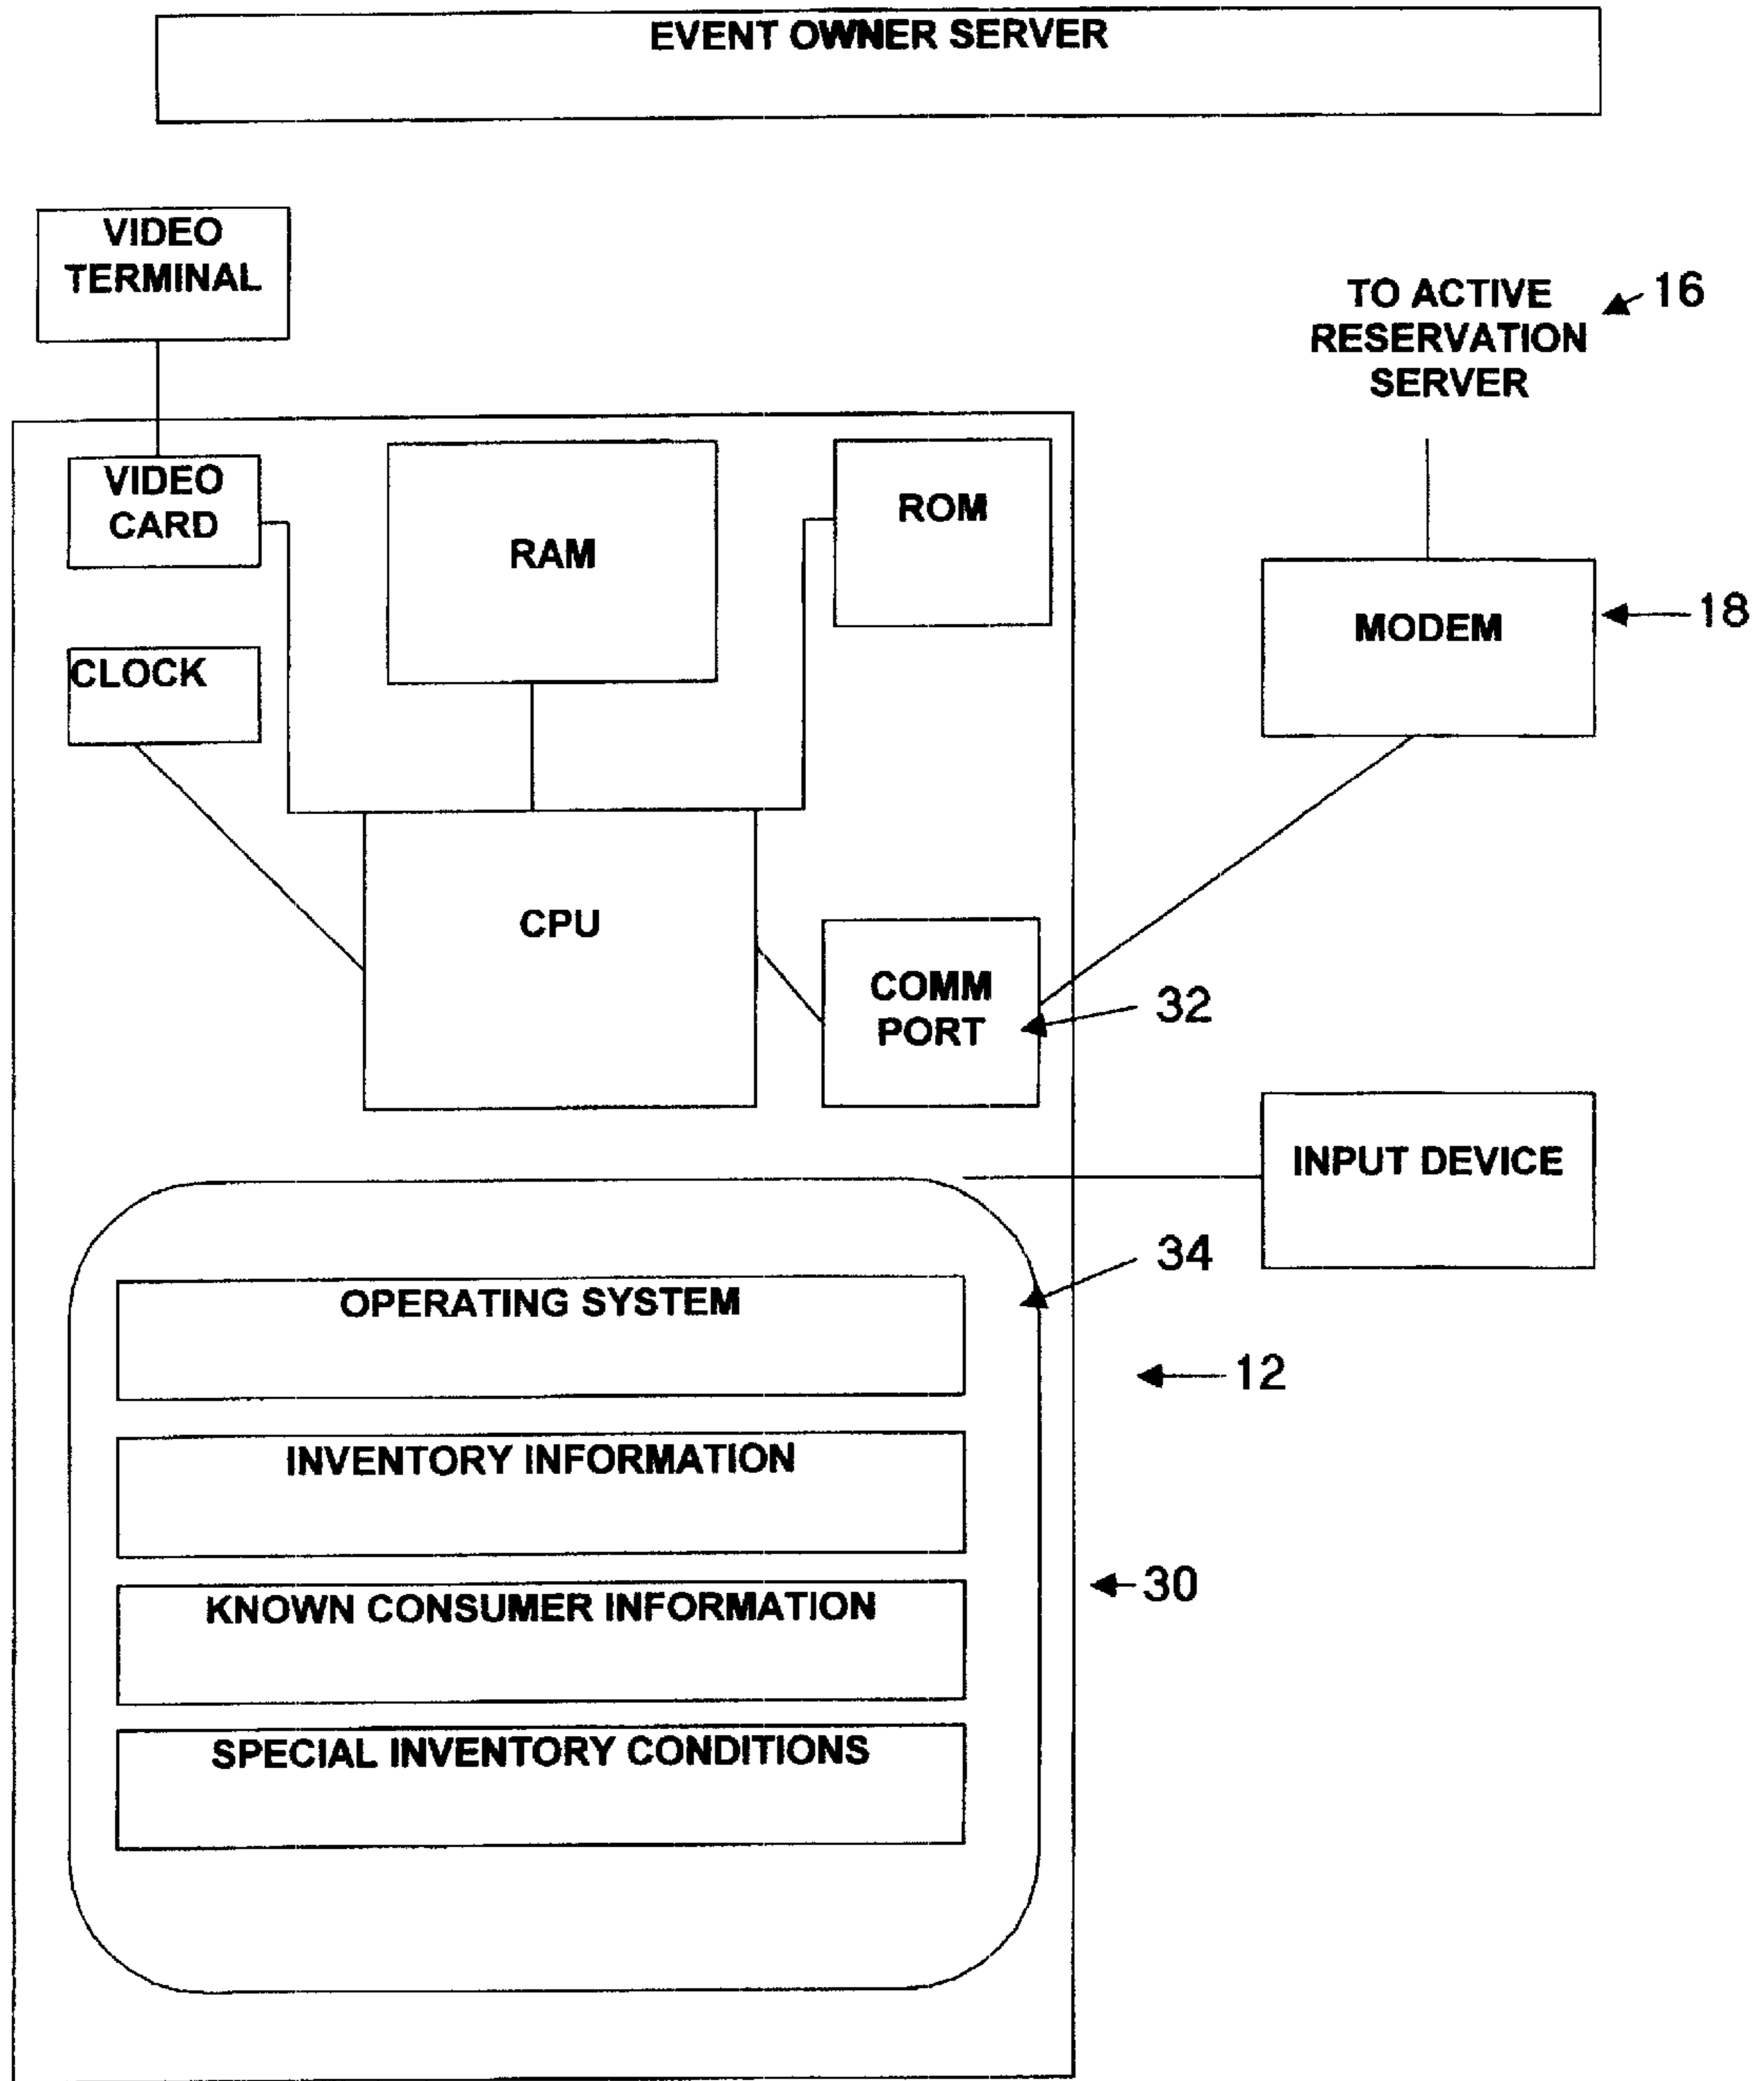 EVENT OWNER SERVER
VIDEO
TERMINAL
TO ACTIVE
RESERVATION
SERVER
16
VIDEO
CARD
RAM
ROM
MODEM
18
CLOCK
CPU
COMM
PORT
32
INPUT DEVICE
34
OPERATING SYSTEM
12
INVENTORY INFORMATION
30
KNOWN CONSUMER INFORMATION
SPECIAL INVENTORY CONDITIONS